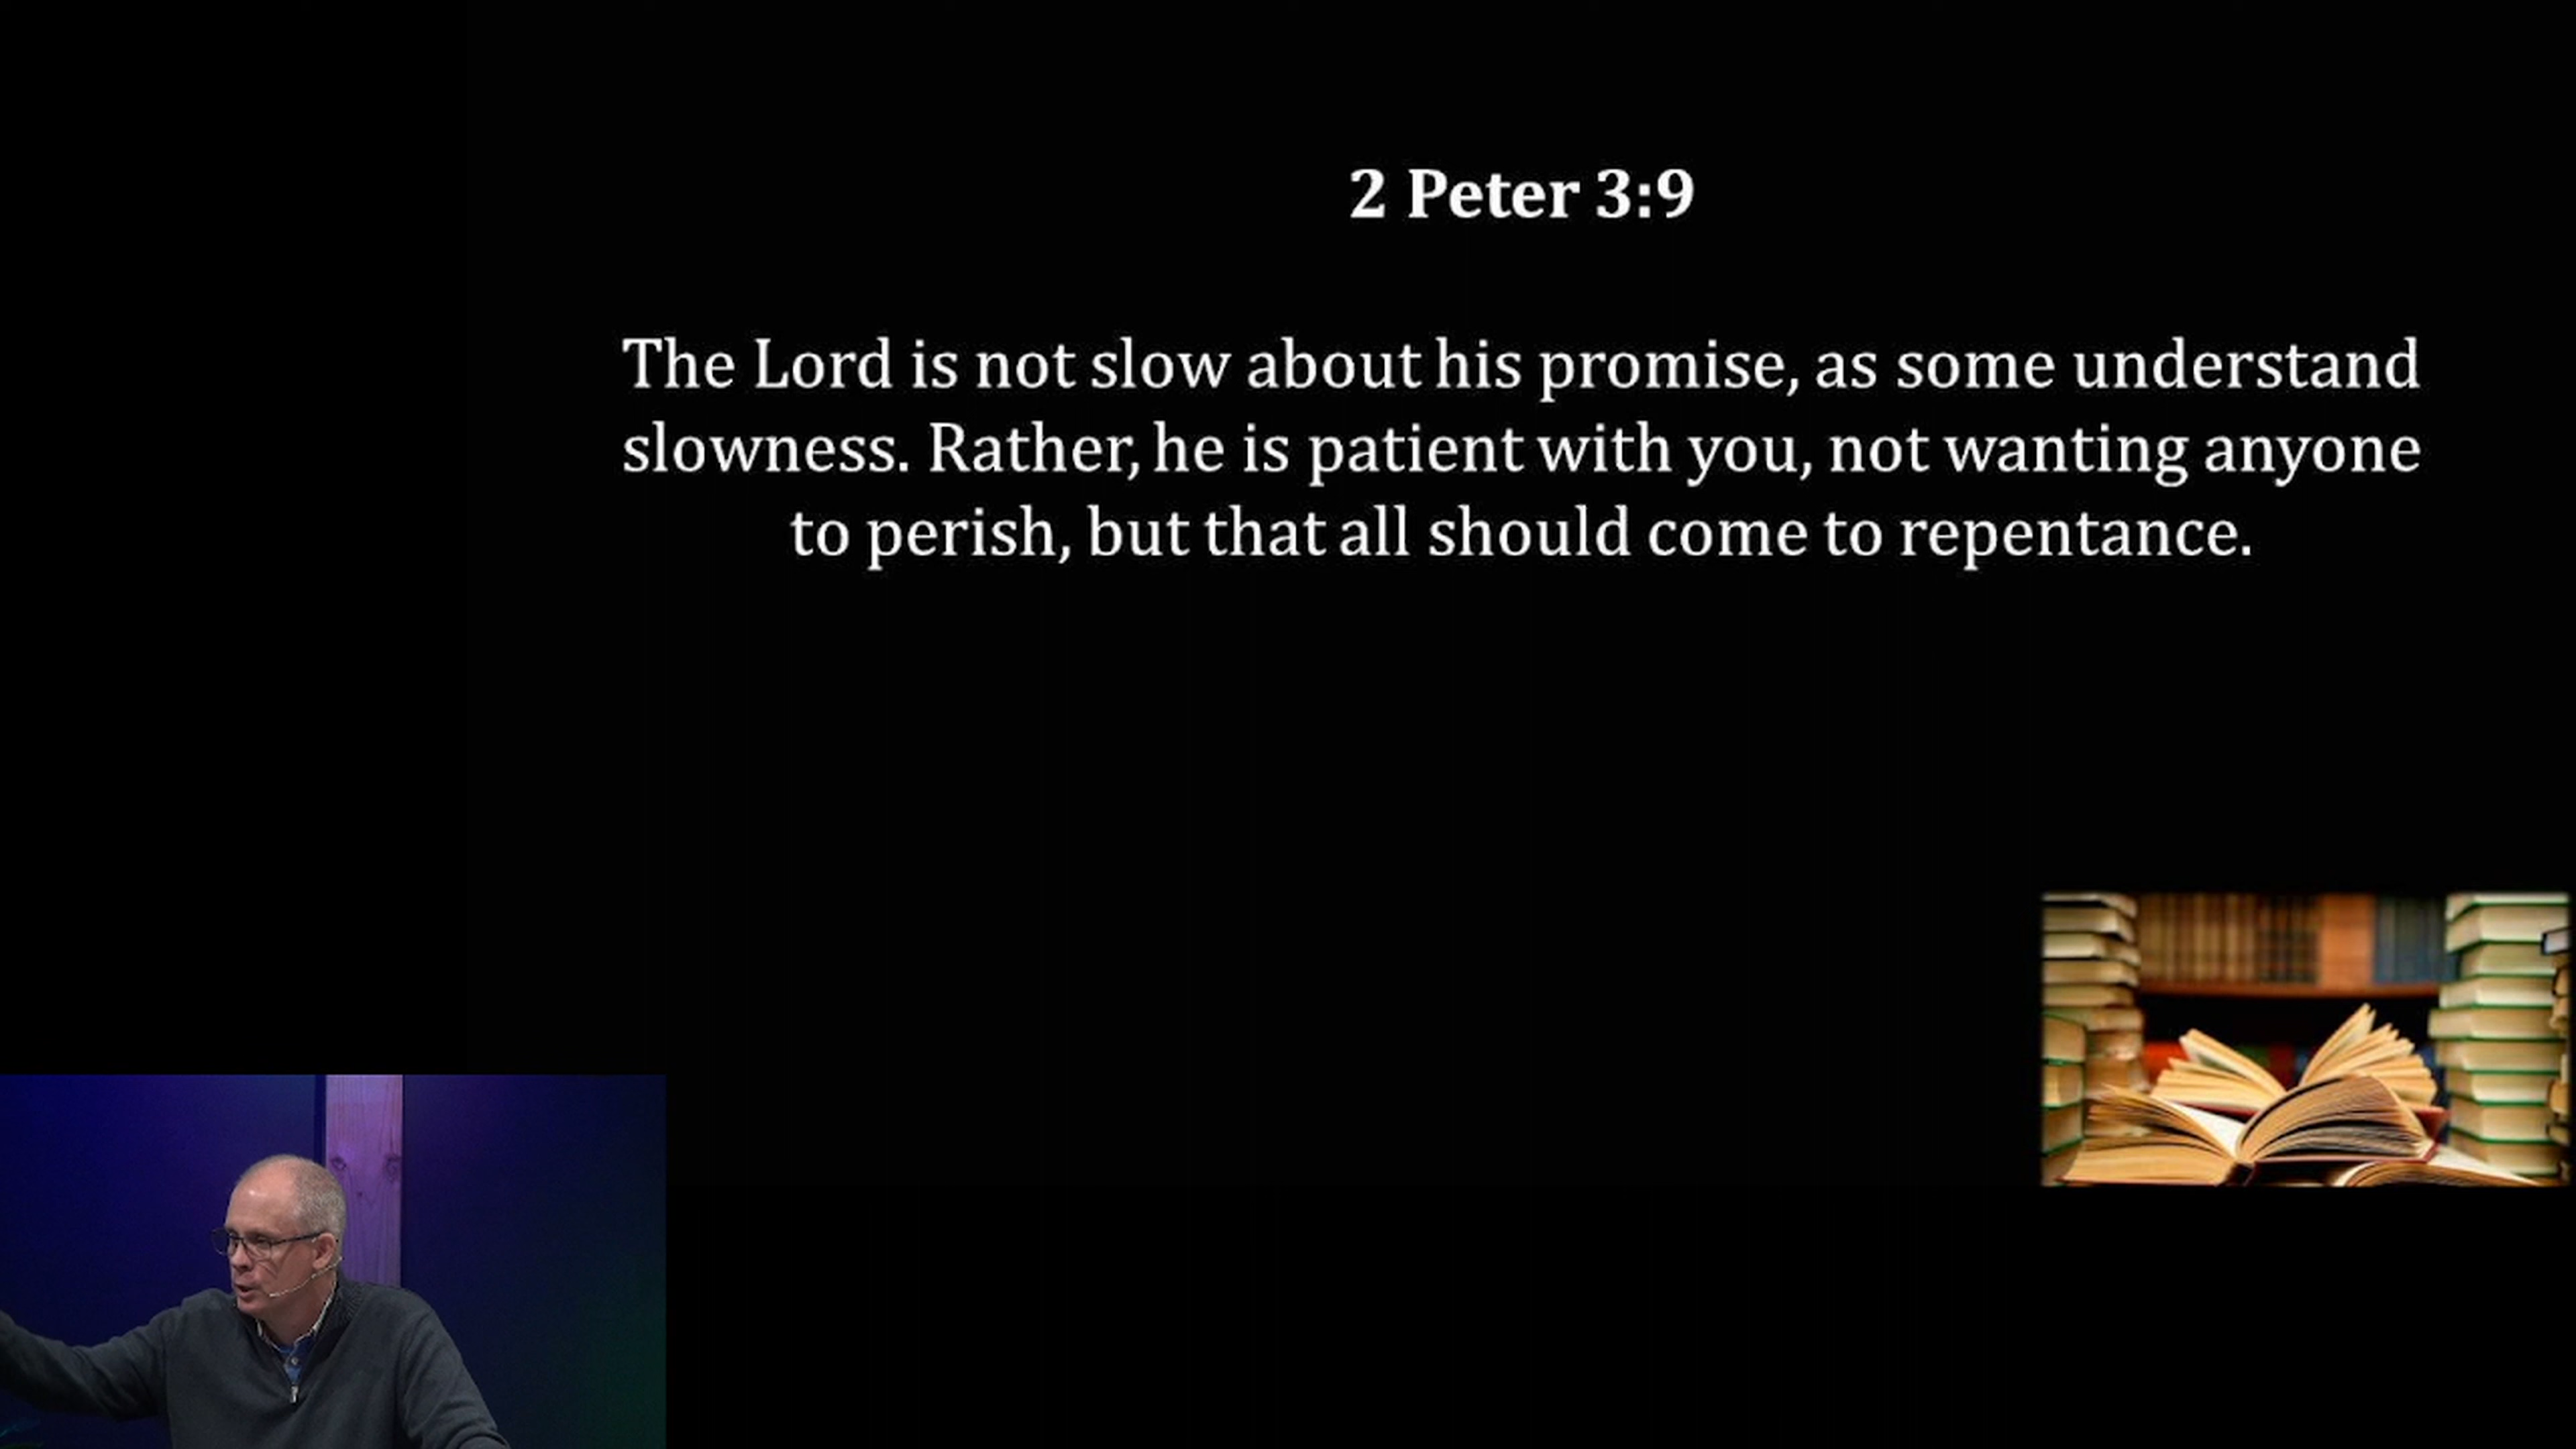 2 Peter 3:9
The Lord is not slow about his promise, as some understand
slowness. Rather, he is patient with you, not wanting anyone
to perish, but that all should come to repentance.